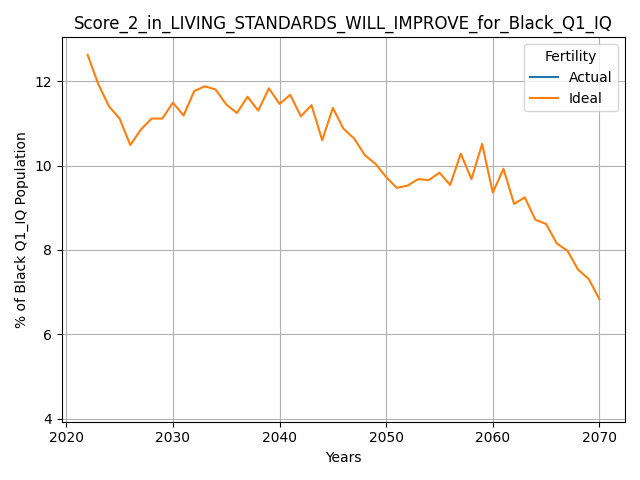 Score_2_in_LIVING_STANDARDS_WILL_IMPROVE_for_Black_Q1_IQ
Fertility
Actual
Ideal
% of Black Q1_IQ Population
12
10
8
6
4
2020 2030 2040 2050 2060 2070
Years